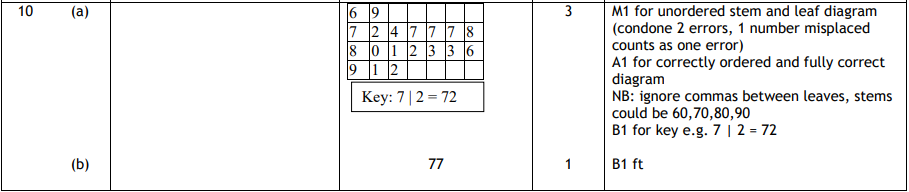 10 (a) 3 M1 for unordered stem and leaf diagram
(condone 2 errors, 1 number misplaced
counts as one error)
A1 for correctly ordered and fully correct
diagram
NB: ignore commas between leaves, stems
could be 60,70,80,90
B1 for key e.g. 7 | 2 = 72
6 9
7 2 4 7 7 7 8
8 0 1 2 3 3 6
9 1 2
Key: 7 | 2 = 72
(b) 77 1 B1 ft